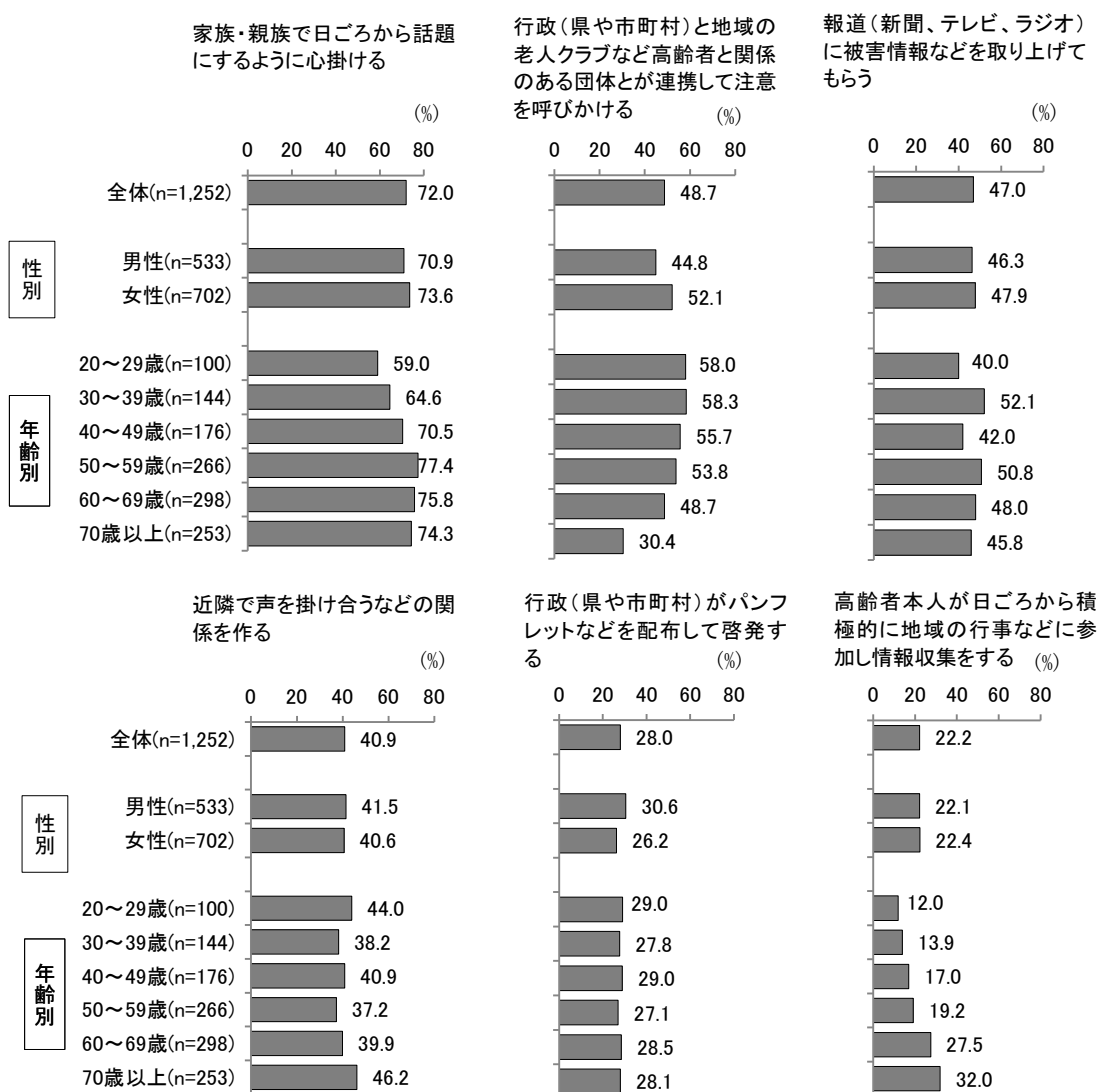 家族・親族で日ごろから話題
にするように心掛ける
(%)
0 20 40 60 80
行政(県や市町村)と地域の
老人クラブなど高齢者と関係
のある団体とが連携して注意
を呼びかける
(%)
0 20 40 60 80
報道(新聞、テレビ、ラジオ)
に被害情報などを取り上げて
もらう
(%)
0 20 40 60 80
全体(n=1,252) 72.0 48.7 47.0
性別
男性(n=533) 70.9 44.8 46.3
女性(n=702) 73.6 52.1 47.9
年齢別
20～29歳(n=100) 59.0 58.0 40.0
30～39歳(n=144) 64.6 58.3 52.1
40～49歳(n=176) 70.5 55.7 42.0
50～59歳(n=266) 77.4 53.8 50.8
60～69歳(n=298) 75.8 48.7 48.0
70歳以上(n=253) 74.3 30.4 45.8
近隣で声を掛け合うなどの関
係を作る
(%)
0 20 40 60 80
行政(県や市町村)がパンフ
レットなどを配布して啓発す
る
(%)
0 20 40 60 80
高齢者本人が日ごろから積
極的に地域の行事などに参
加し情報収集をする (%)
0 20 40 60 80
全体(n=1,252) 40.9 28.0 22.2
性別
男性(n=533) 41.5 30.6 22.1
女性(n=702) 40.6 26.2 22.4
年齢別
20～29歳(n=100) 44.0 29.0 12.0
30～39歳(n=144) 38.2 27.8 13.9
40～49歳(n=176) 40.9 29.0 17.0
50～59歳(n=266) 37.2 27.1 19.2
60～69歳(n=298) 39.9 28.5 27.5
70歳以上(n=253) 46.2 28.1 32.0